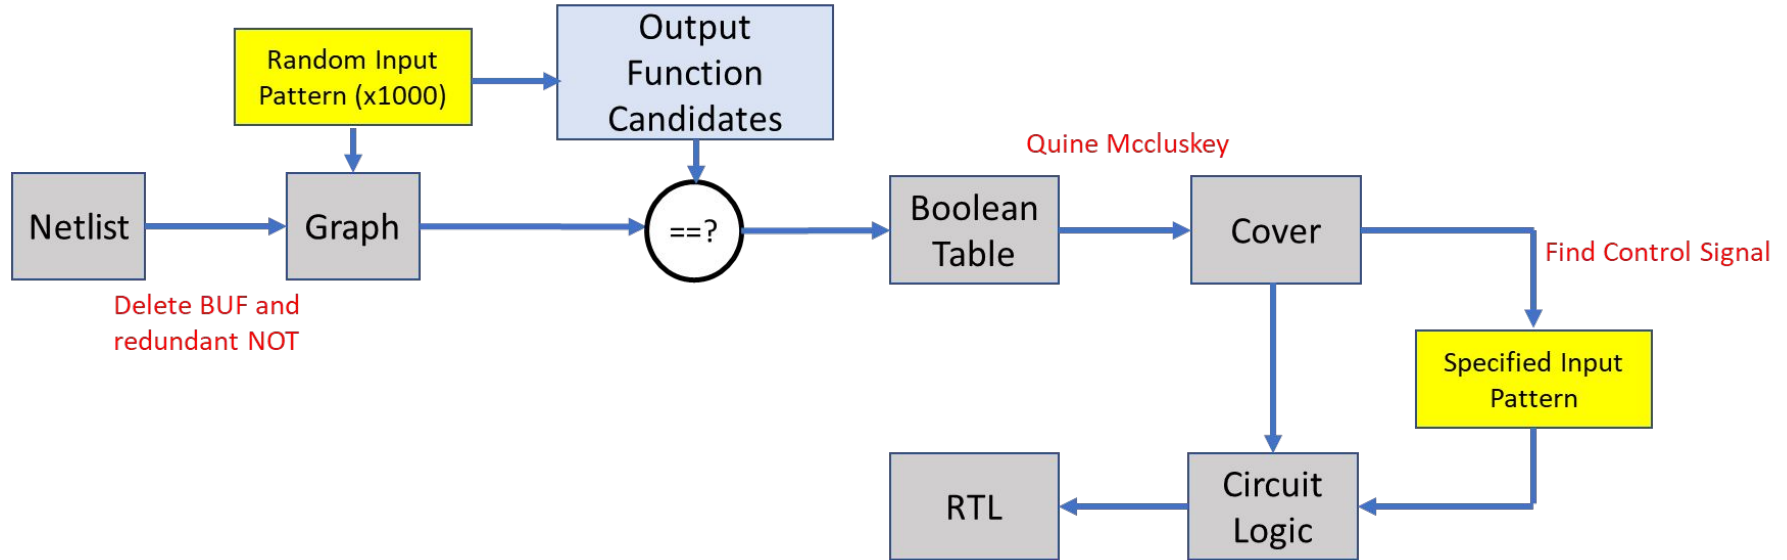 Random Input
Pattern (x1000)
Output
Function
Candidates
Quine Mccluskey
Netlist
Graph
==?
Boolean
Table
Cover
Find Control Signal
Delete BUF and
redundant NOT
Specified Input
Pattern
RTL
Circuit
Logic